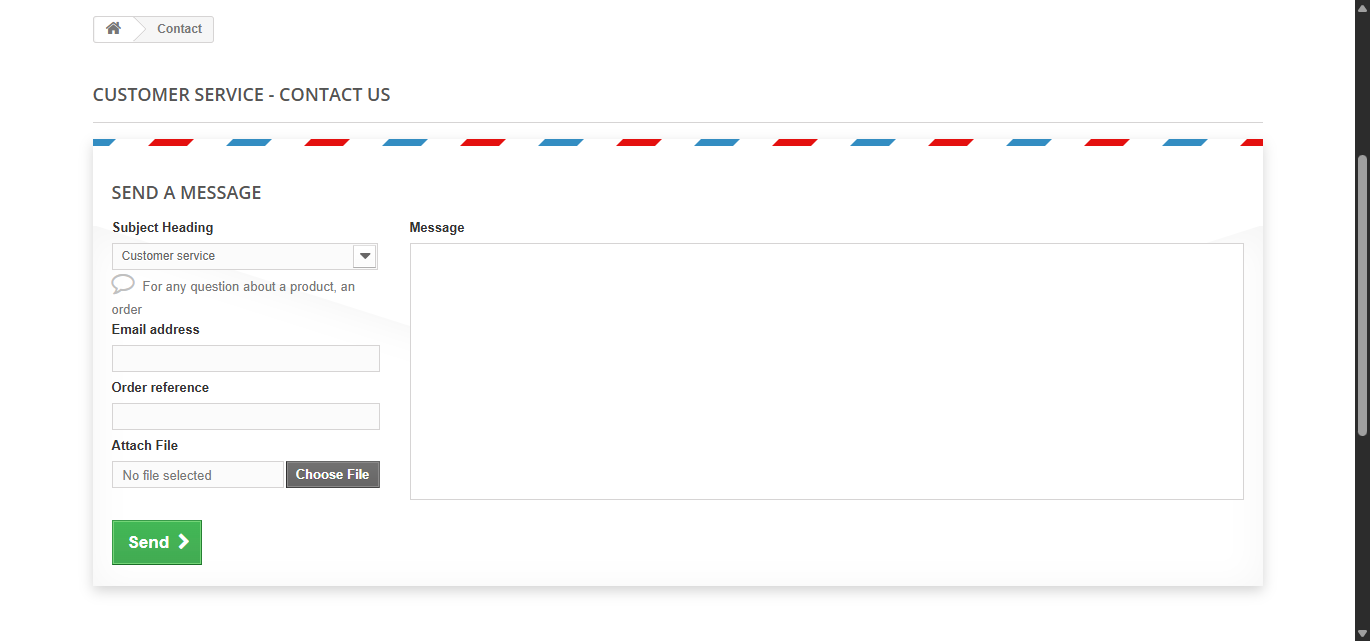 Contact
CUSTOMER SERVICE - CONTACT US
SEND A MESSAGE
Subject Heading
Customer service
For any question about a product, an
order
Email address
Order reference
Attach File
No file selected
Choose File
Send
Message